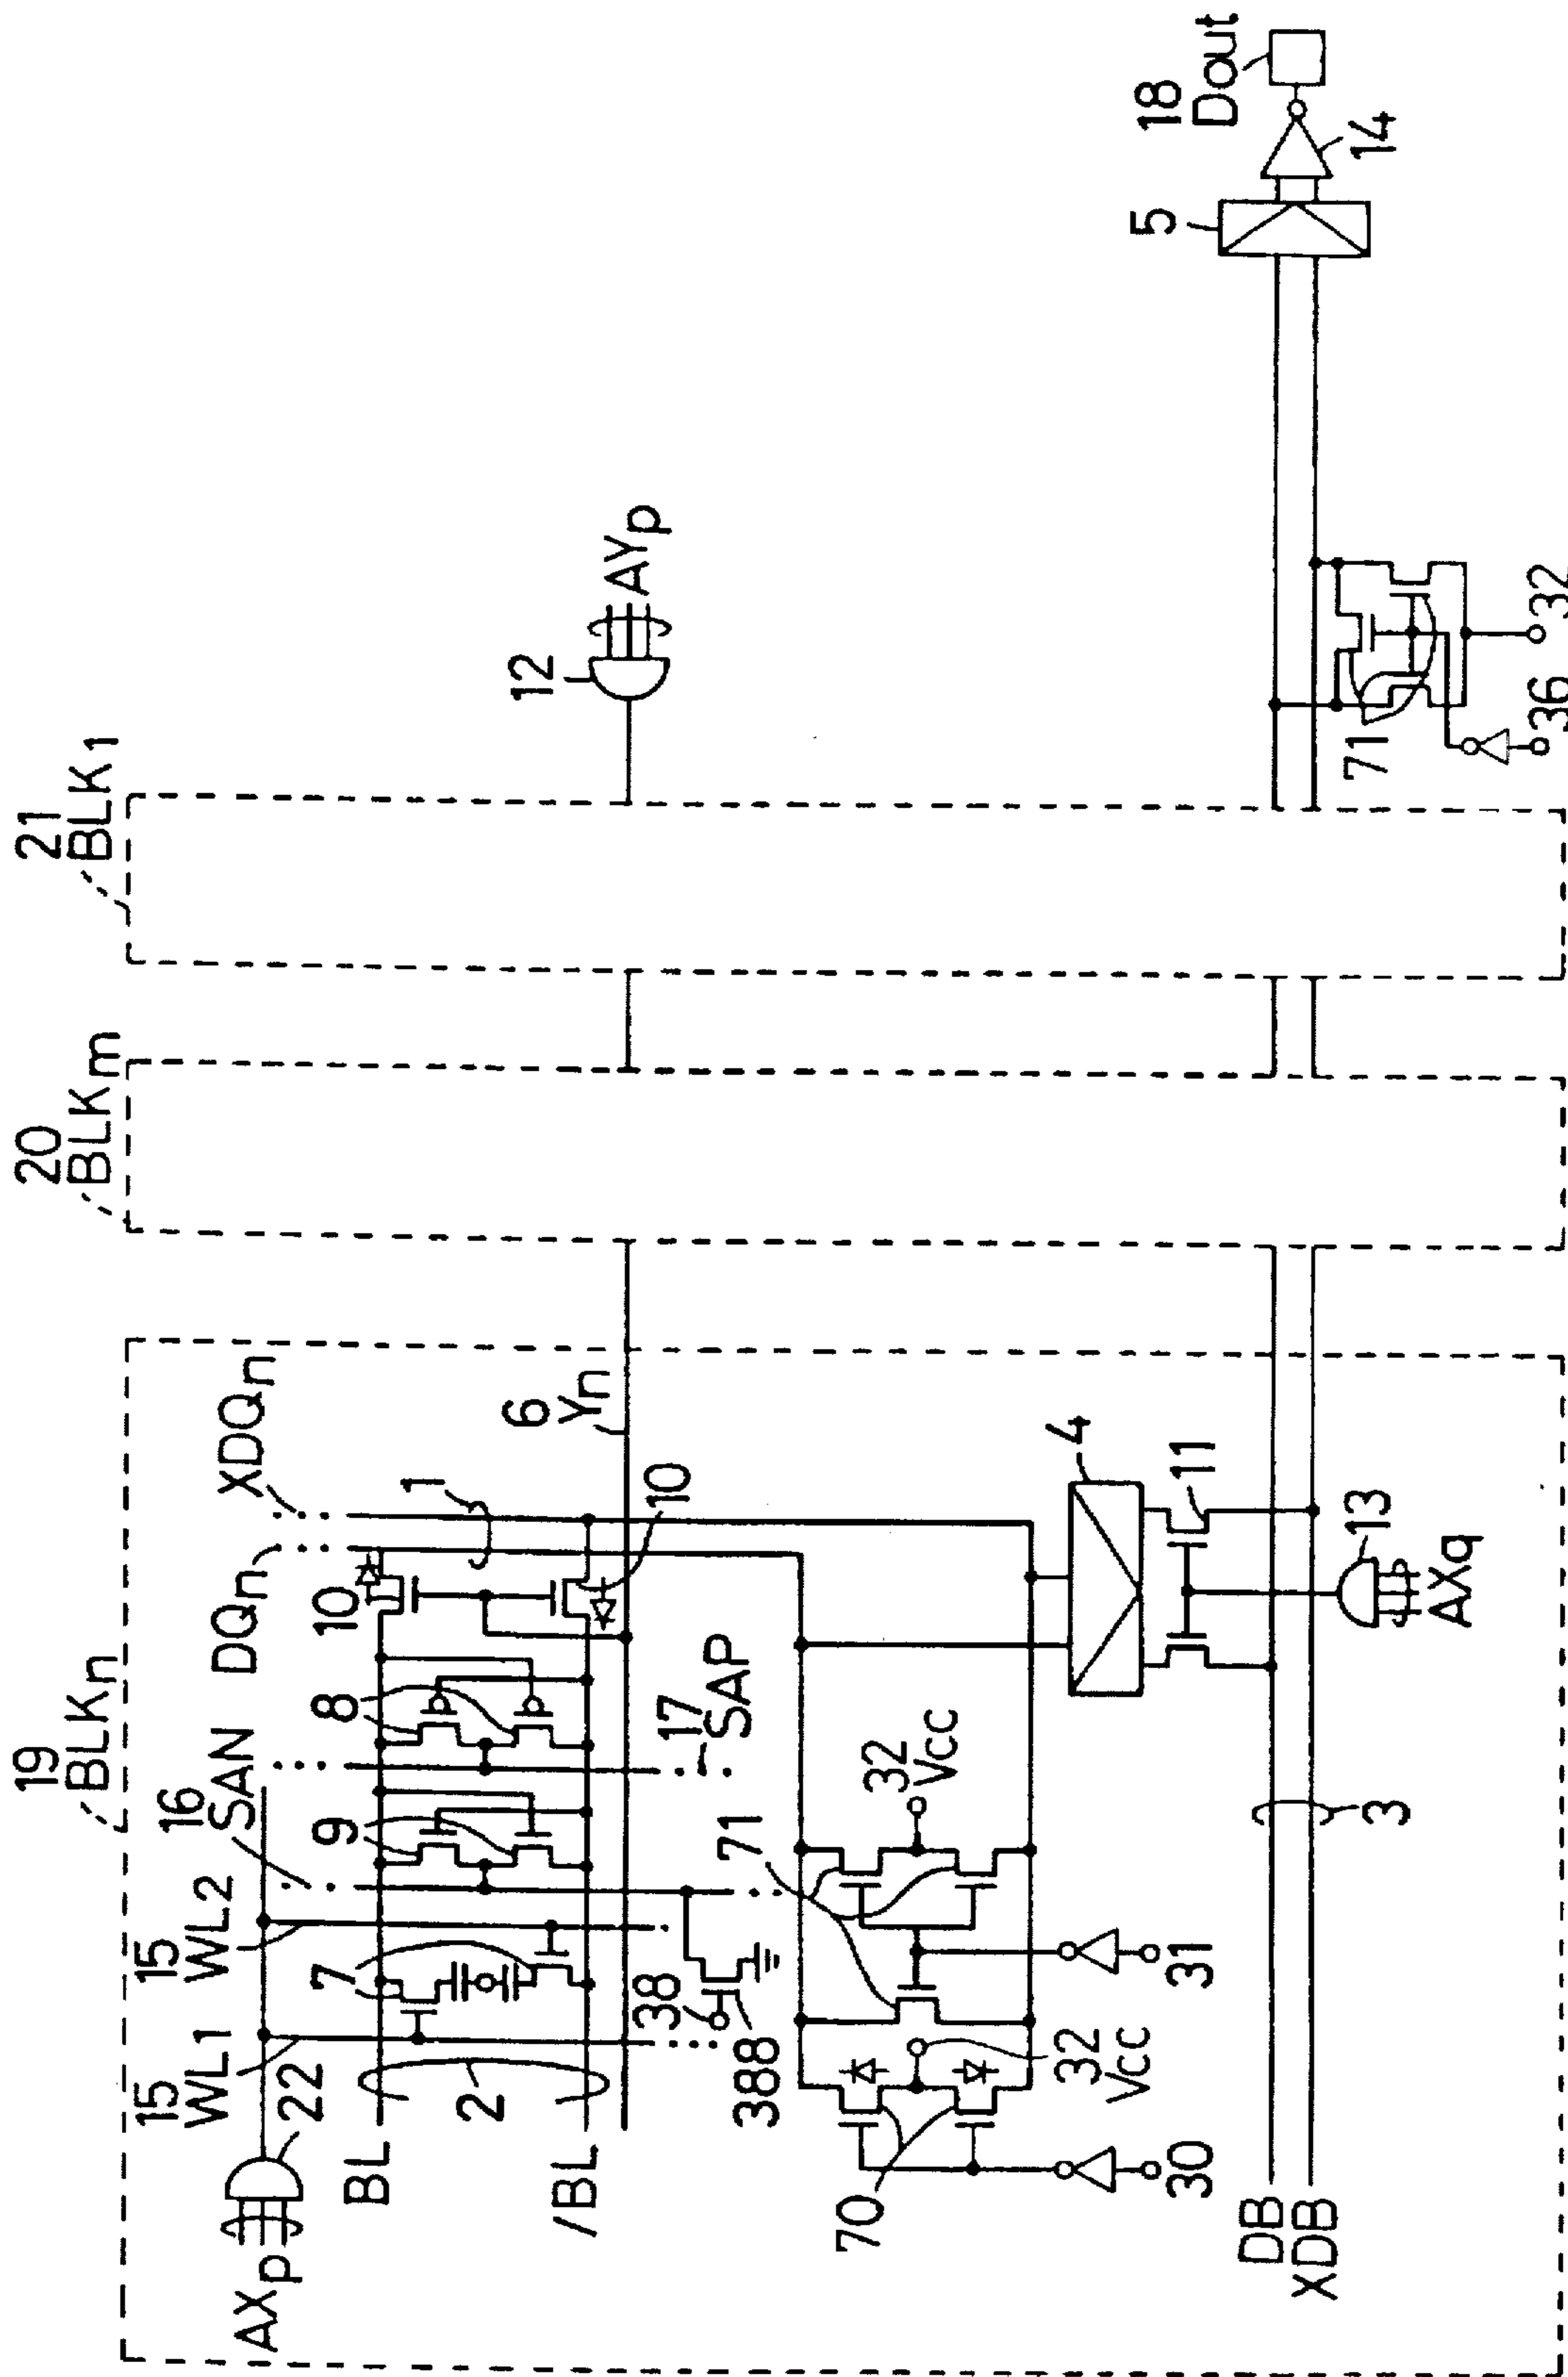 19
BLKn
20
BLKm
21
BLK1
AXp
22
15
WL1
15
WL2
16
SAN
DQn
XDQn
BL
2
7
9
8
10
1
/BL
6
Yn
10
12
AYp
38
388
17
SAP
70
30
32
Vcc
71
31
32
Vcc
4
11
13
AXq
DB
XDB
3
71
36
32
5
14
18
Dout